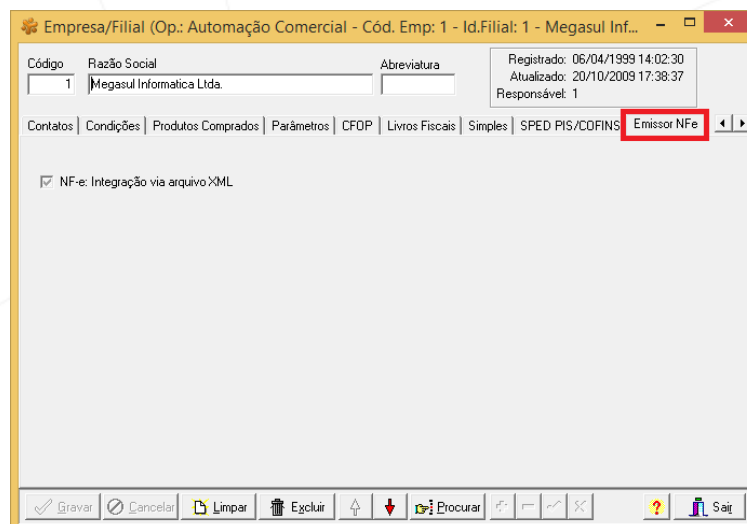 Empresa/Filial (Op.: Automação Comercial - Cód. Emp: 1 - Id.Filial: 1 - Megasul Inf...
Código Razão Social Abreviatura
1 Megasul Informatica Ltda.
Registrado: 06/04/1999 14:02:30
Atualizado: 20/10/2009 17:38:37
Responsável: 1
Contatos Condições Produtos Comprados Parâmetros CFOP Livros Fiscais Simples SPED PIS/COFINS Emissor NFe
NF-e: Integração via arquivo XML
Gravar Cancelar Limpar Excluir Procurar ? Sair